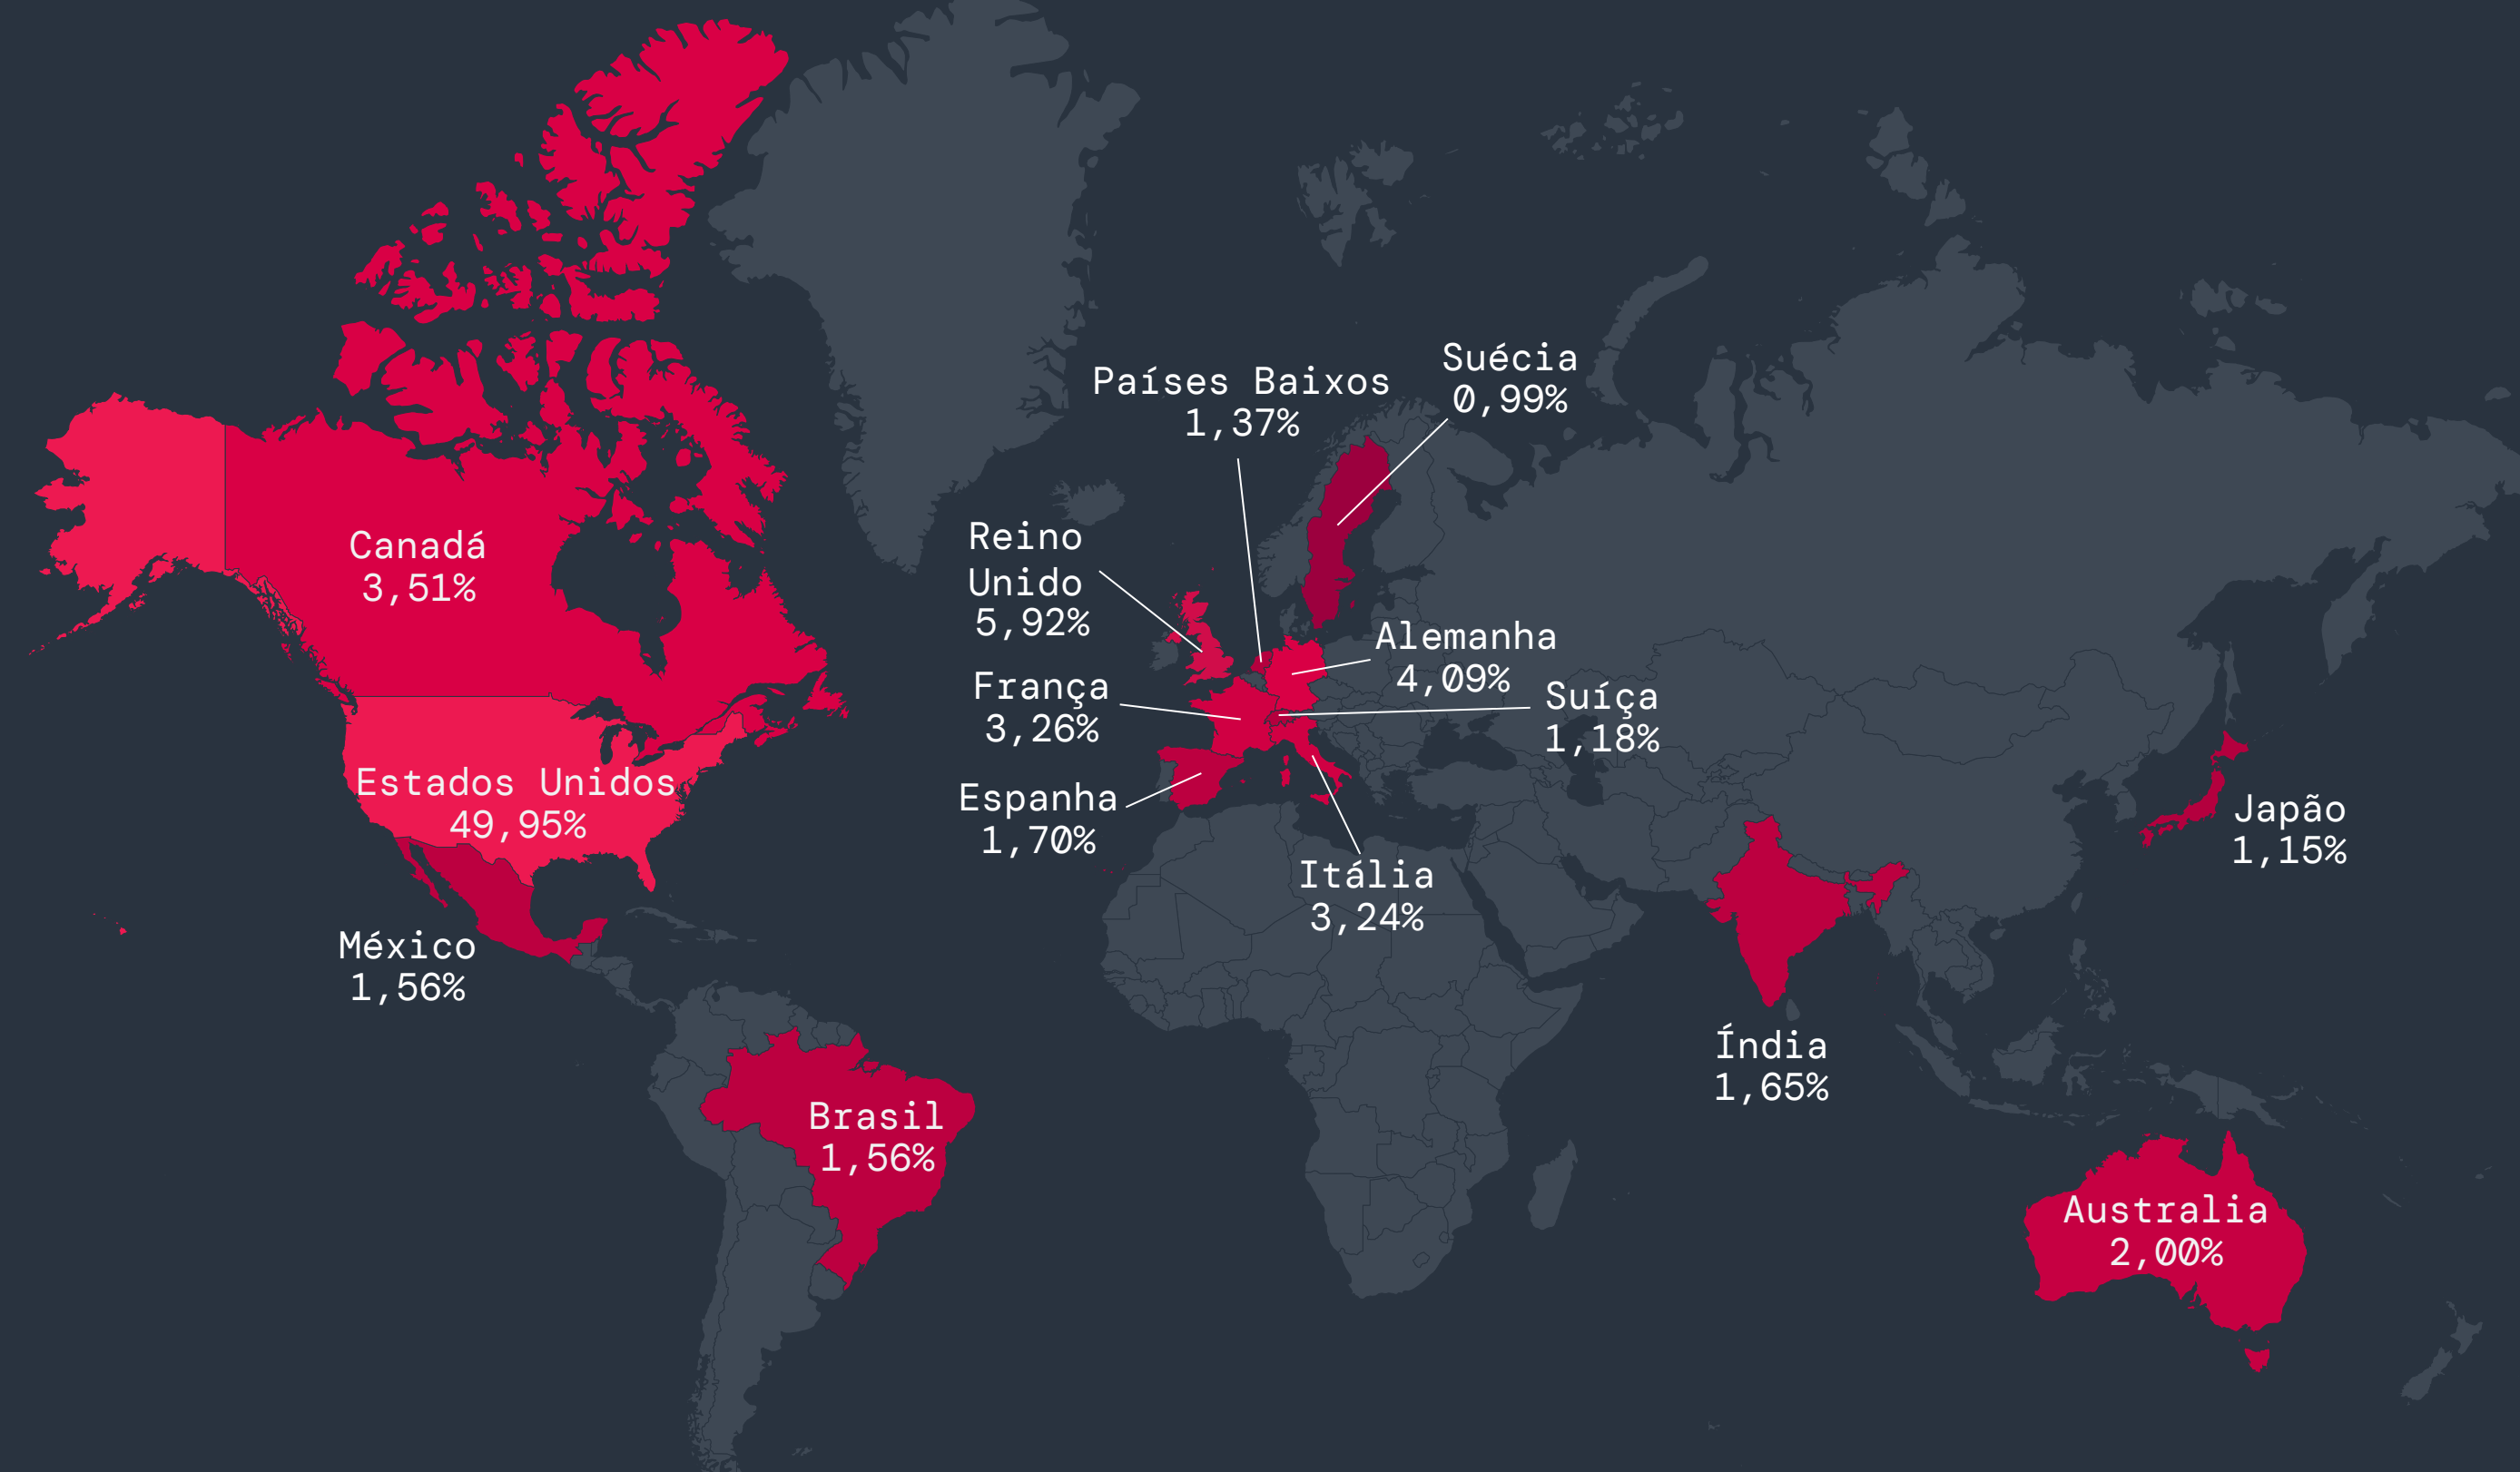 Suécia
0,99%
Países Baixos
1,37%
Reino
Unido
5,92%
Canadá
3,51%
Alemanha
4,09%
França
3,26%
Suíça
1,18%
Estados Unidos
49,95%
Espanha
1,70%
Japão
1,15%
Itália
3,24%
México
1,56%
Índia
1,65%
Brasil
1,56%
Australia
2,00%